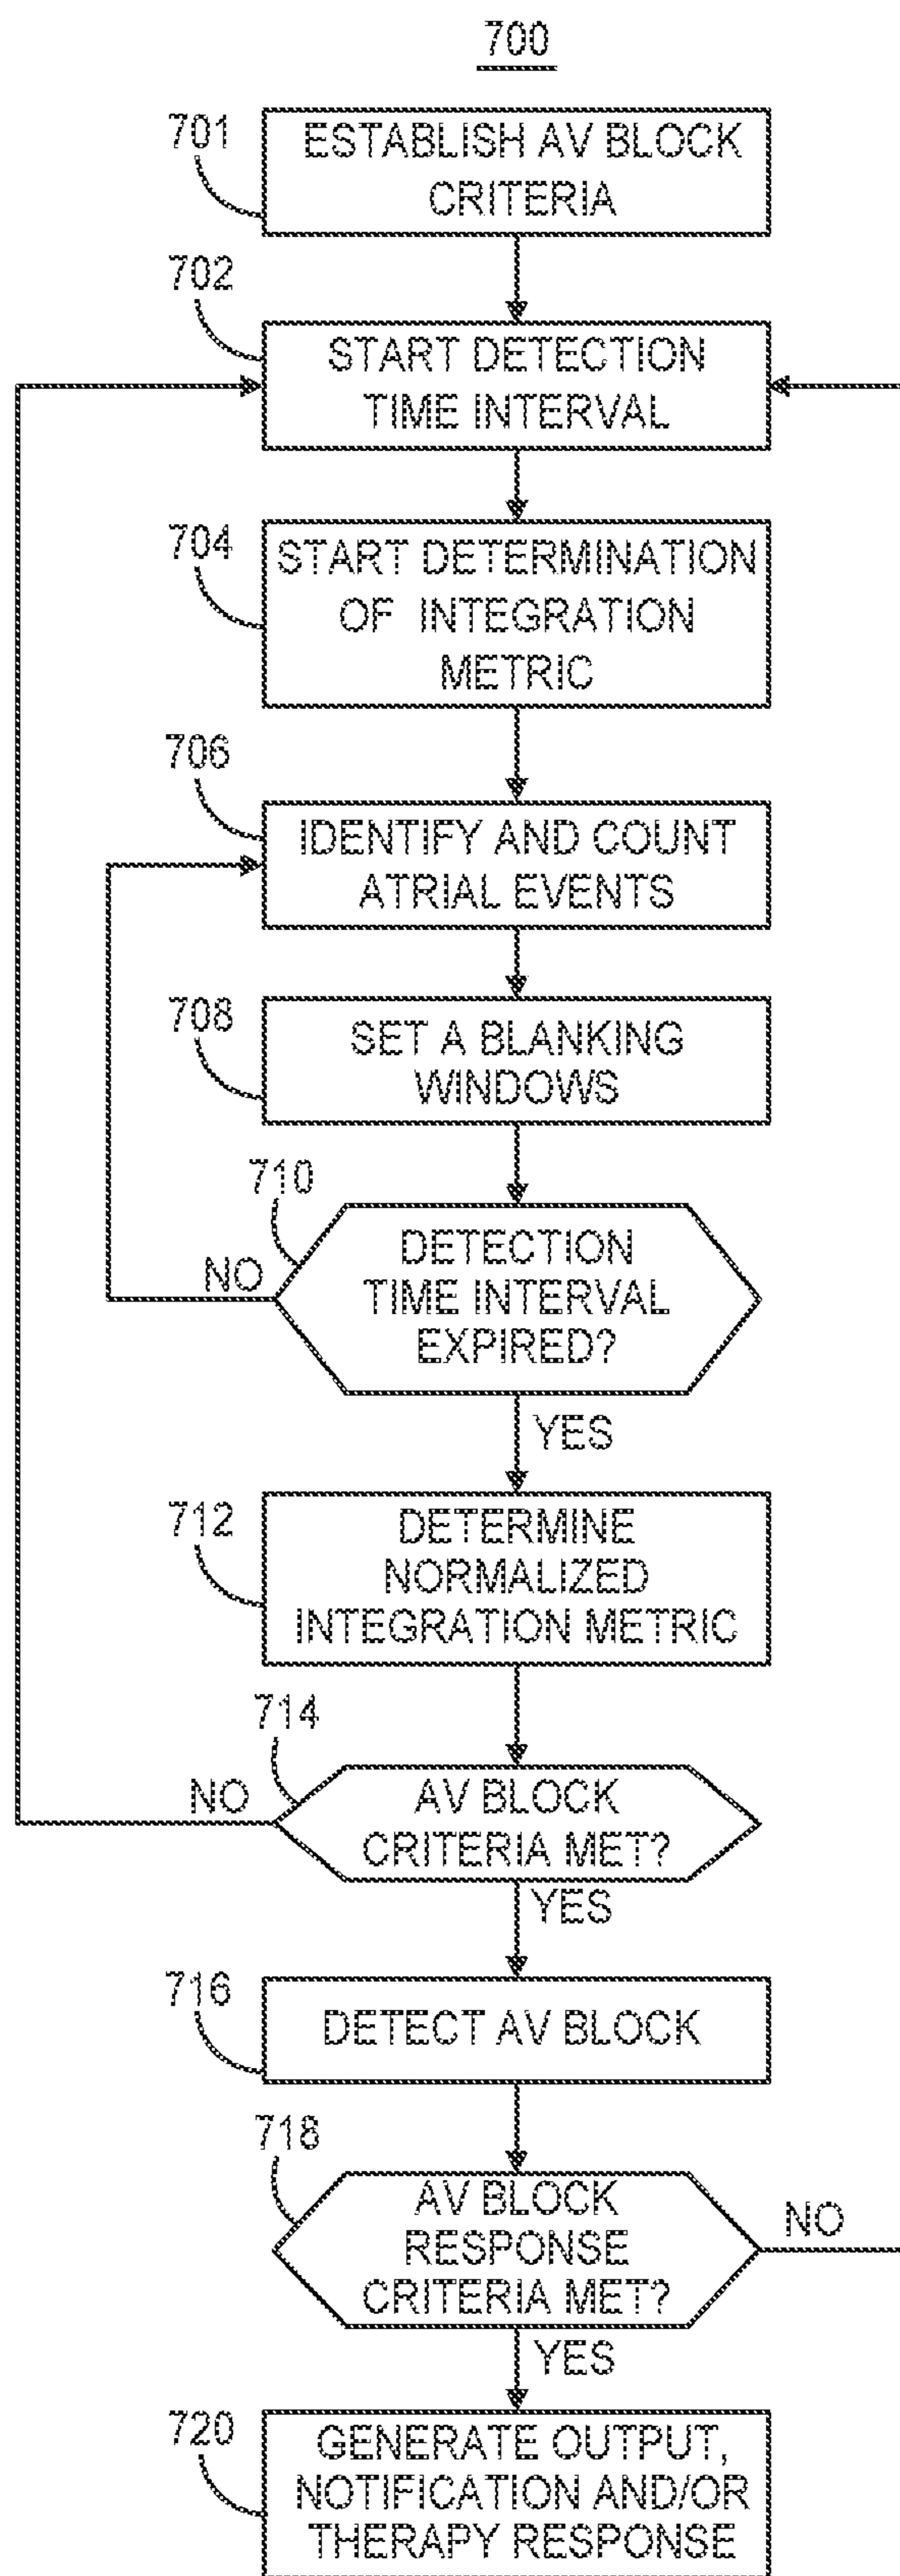 700
701
ESTABLISH AV BLOCK
CRITERIA
702
START DETECTION
TIME INTERVAL
704
START DETERMINATION
OF INTEGRATION
METRIC
706
IDENTIFY AND COUNT
ATRIAL EVENTS
708
SET A BLANKING
WINDOWS
710
NO
DETECTION
TIME INTERVAL
EXPIRED?
YES
712
DETERMINE
NORMALIZED
INTEGRATION METRIC
714
NO
AV BLOCK
CRITERIA MET?
YES
716
DETECT AV BLOCK
718
AV BLOCK
RESPONSE
CRITERIA MET?
NO
YES
720
GENERATE OUTPUT,
NOTIFICATION AND/OR
THERAPY RESPONSE